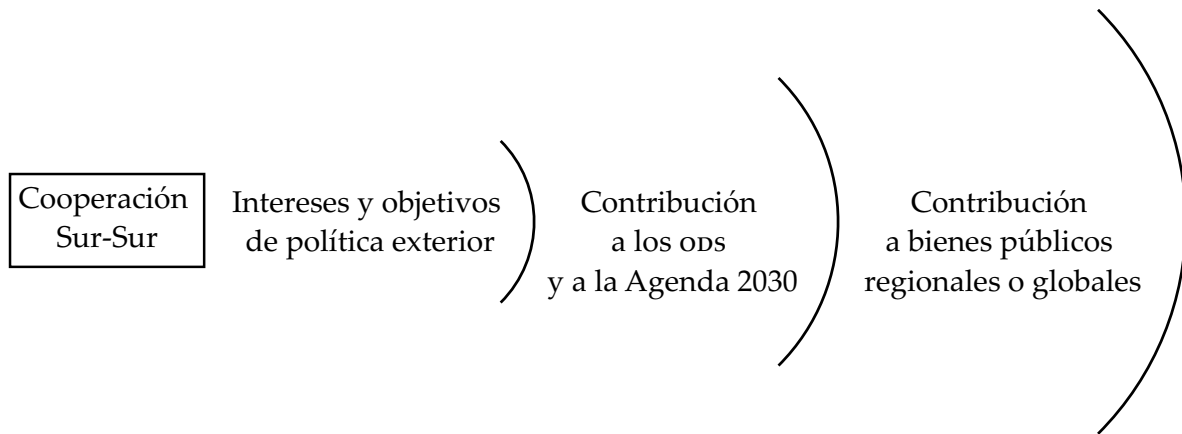 Cooperación
Sur-Sur
Intereses y objetivos
de política exterior
Contribución
a los ODS
y a la Agenda 2030
Contribución
a bienes públicos
regionales o globales